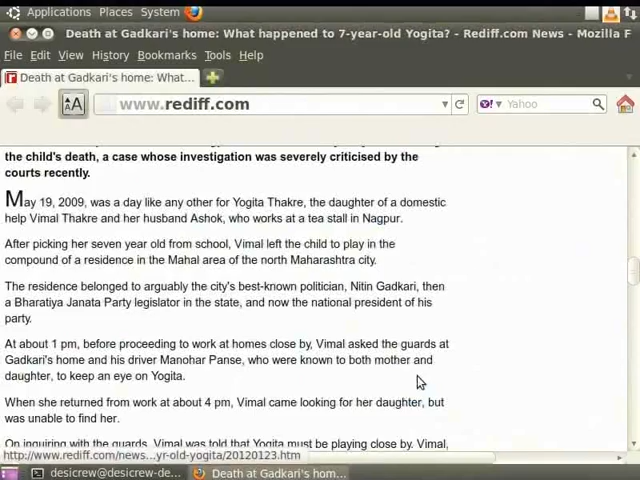 Applications Places System
Death at Gadkari's home: What happened to 7-year-old Yogita? - Rediff.com News - Mozilla F
File Edit View History Bookmarks Tools Help
Death at Gadkari's home: What...
www.rediff.com
Yahoo
the child's death, a case whose investigation was severely criticised by the
courts recently.
May 19, 2009, was a day like any other for Yogita Thakre, the daughter of a domestic
help Vimal Thakre and her husband Ashok, who works at a tea stall in Nagpur.
After picking her seven year old from school, Vimal left the child to play in the
compound of a residence in the Mahal area of the north Maharashtra city.
The residence belonged to arguably the city's best-known politician, Nitin Gadkari, then
a Bharatiya Janata Party legislator in the state, and now the national president of his
party.
At about 1 pm, before proceeding to work at homes close by, Vimal asked the guards at
Gadkari's home and his driver Manohar Panse, who were known to both mother and
daughter, to keep an eye on Yogita.
When she returned from work at about 4 pm, Vimal came looking for her daughter, but
was unable to find her.
On inquiring with the guards, Vimal was told that Yogita must be playing close by. Vimal,
http://www.rediff.com/news...yr-old-yogita/20120123.htm
desicrew@desicrew-de...
Death at Gadkari's hom...